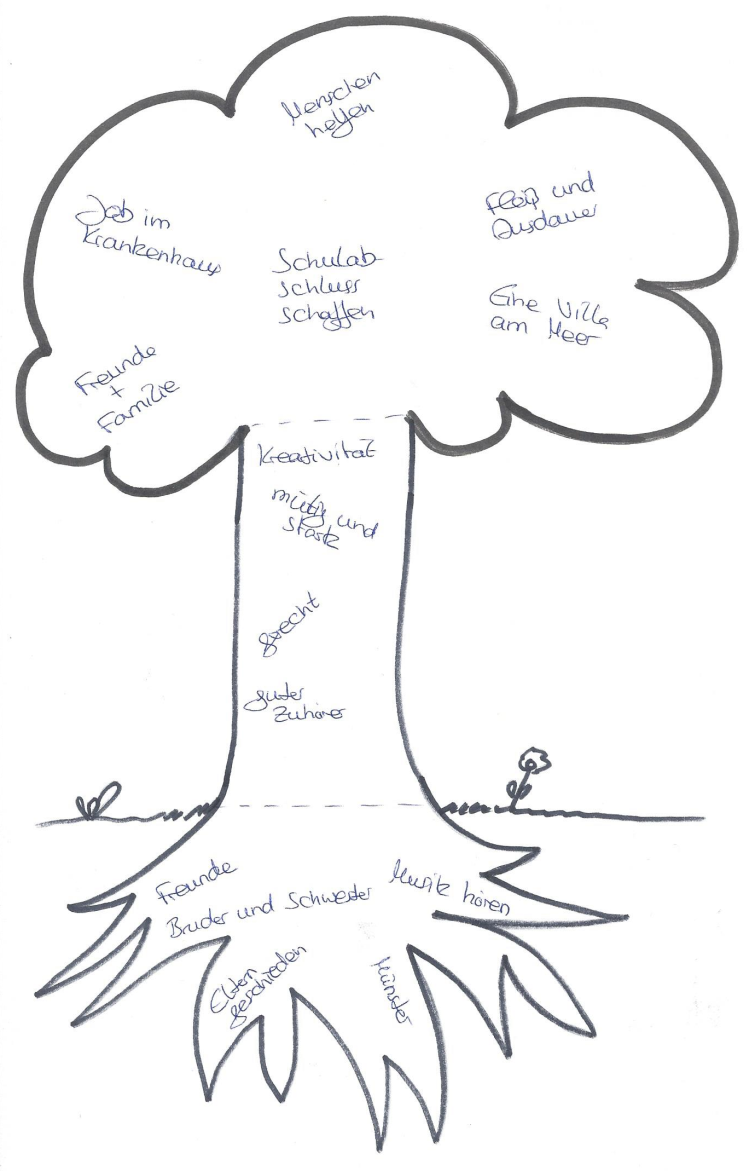 Menschen
helfen
Job im
Krankenhaus
Fleiß und
Ausdauer
Schulab
schluss
schaffen
Eine Villa
am Meer
Freunde
+
Familie
Kreativität
mutig und
stark
gerecht
guter
Zuhörer
Freunde
Musik hören
Bruder und Schwester
Eltern
geschieden
Münster